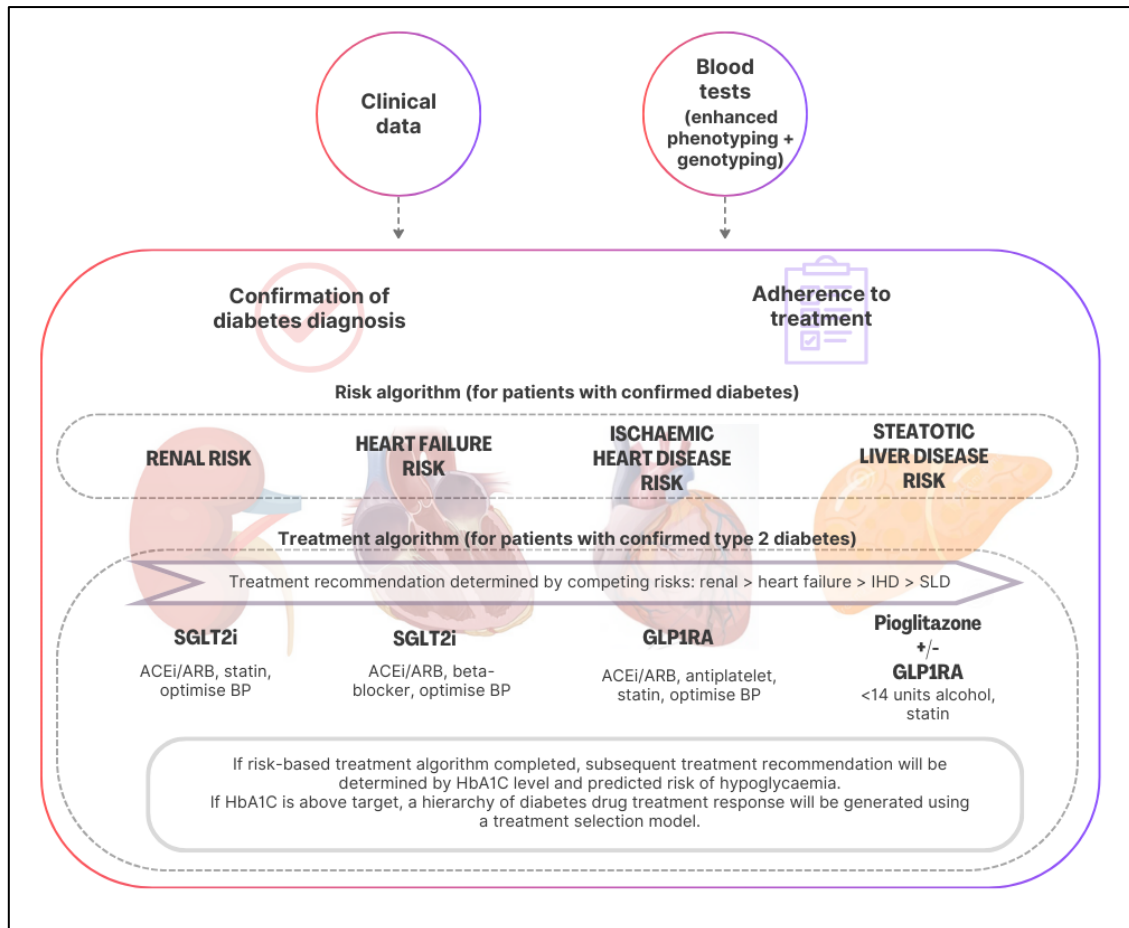 Clinical
data
Blood
tests
(enhanced
phenotyping +
genotyping)
Confirmation of
diabetes diagnosis
Adherence to
treatment
Risk algorithm (for patients with confirmed diabetes)
RENAL RISK
HEART FAILURE
RISK
ISCHAEMIC
HEART DISEASE
RISK
STEATOTIC
LIVER DISEASE
RISK
Treatment algorithm (for patients with confirmed type 2 diabetes)
Treatment recommendation determined by competing risks: renal > heart failure > IHD > SLD
SGLT2i
ACEi/ARB, statin,
optimise BP
SGLT2i
ACEi/ARB, beta-
blocker, optimise BP
GLP1RA
ACEi/ARB, antiplatelet,
statin, optimise BP
Pioglitazone
+/-
GLP1RA
<14 units alcohol,
statin
If risk-based treatment algorithm completed, subsequent treatment recommendation will be
determined by HbA1C level and predicted risk of hypoglycaemia.
If HbA1C is above target, a hierarchy of diabetes drug treatment response will be generated using
a treatment selection model.